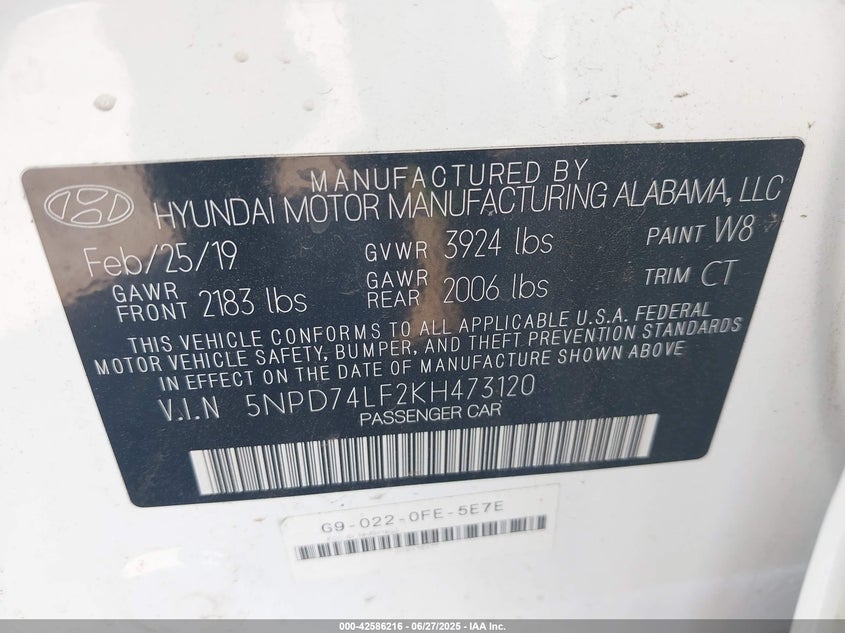 MANUFACTURED BY
HYUNDAI MOTOR MANUFACTURING ALABAMA, LLC
Feb/25/19 GVWR 3924 lbs PAINT W8
GAWR FRONT 2183 lbs GAWR REAR 2006 lbs TRIM CT
THIS VEHICLE CONFORMS TO ALL APPLICABLE U.S.A. FEDERAL
MOTOR VEHICLE SAFETY, BUMPER, AND THEFT PREVENTION STANDARDS
IN EFFECT ON THE DATE OF MANUFACTURE SHOWN ABOVE
V.I.N 5NPD74LF2KH473120
PASSENGER CAR
G9-022-0FE-5E7E
000-42586216 | 06/27/2025 | IAA Inc.